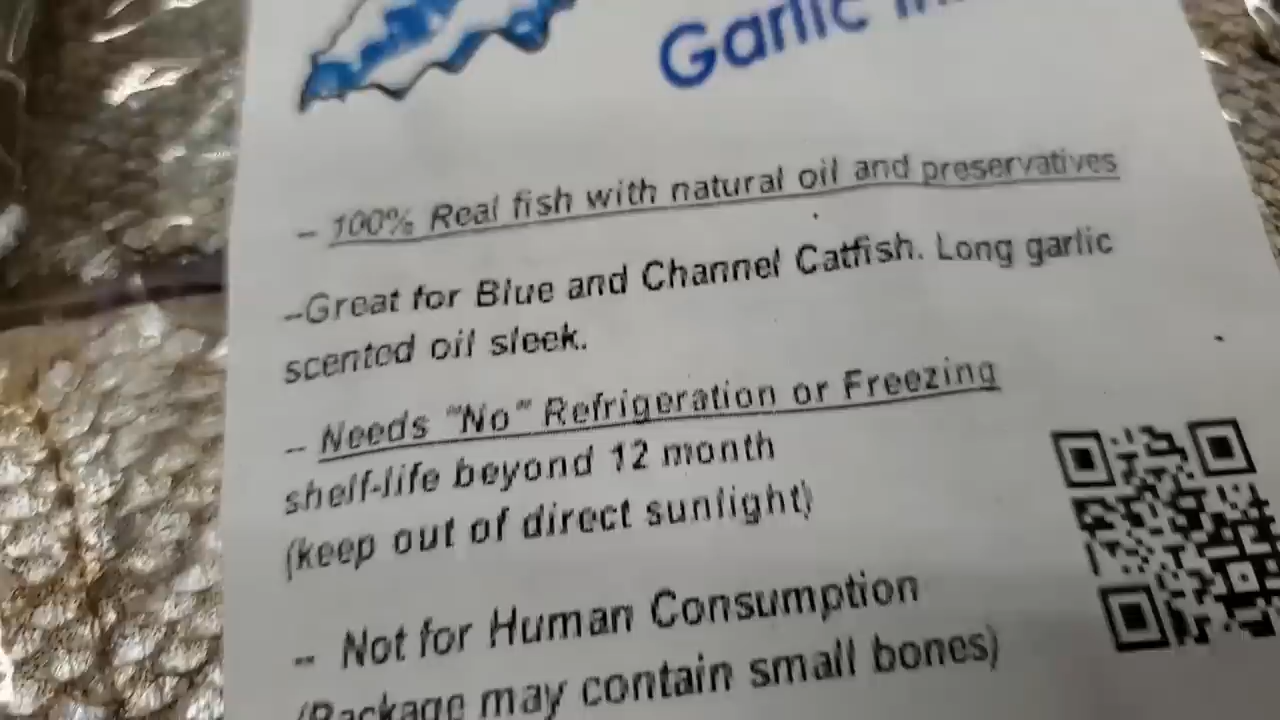 Garlic
- 100% Real fish with natural oil and preservatives
-Great for Blue and Channel Catfish. Long garlic
scented oil sleek.
- Needs "No" Refrigeration or Freezing
shelf-life beyond 12 month
(keep out of direct sunlight)
- Not for Human Consumption
(Package may contain small bones)